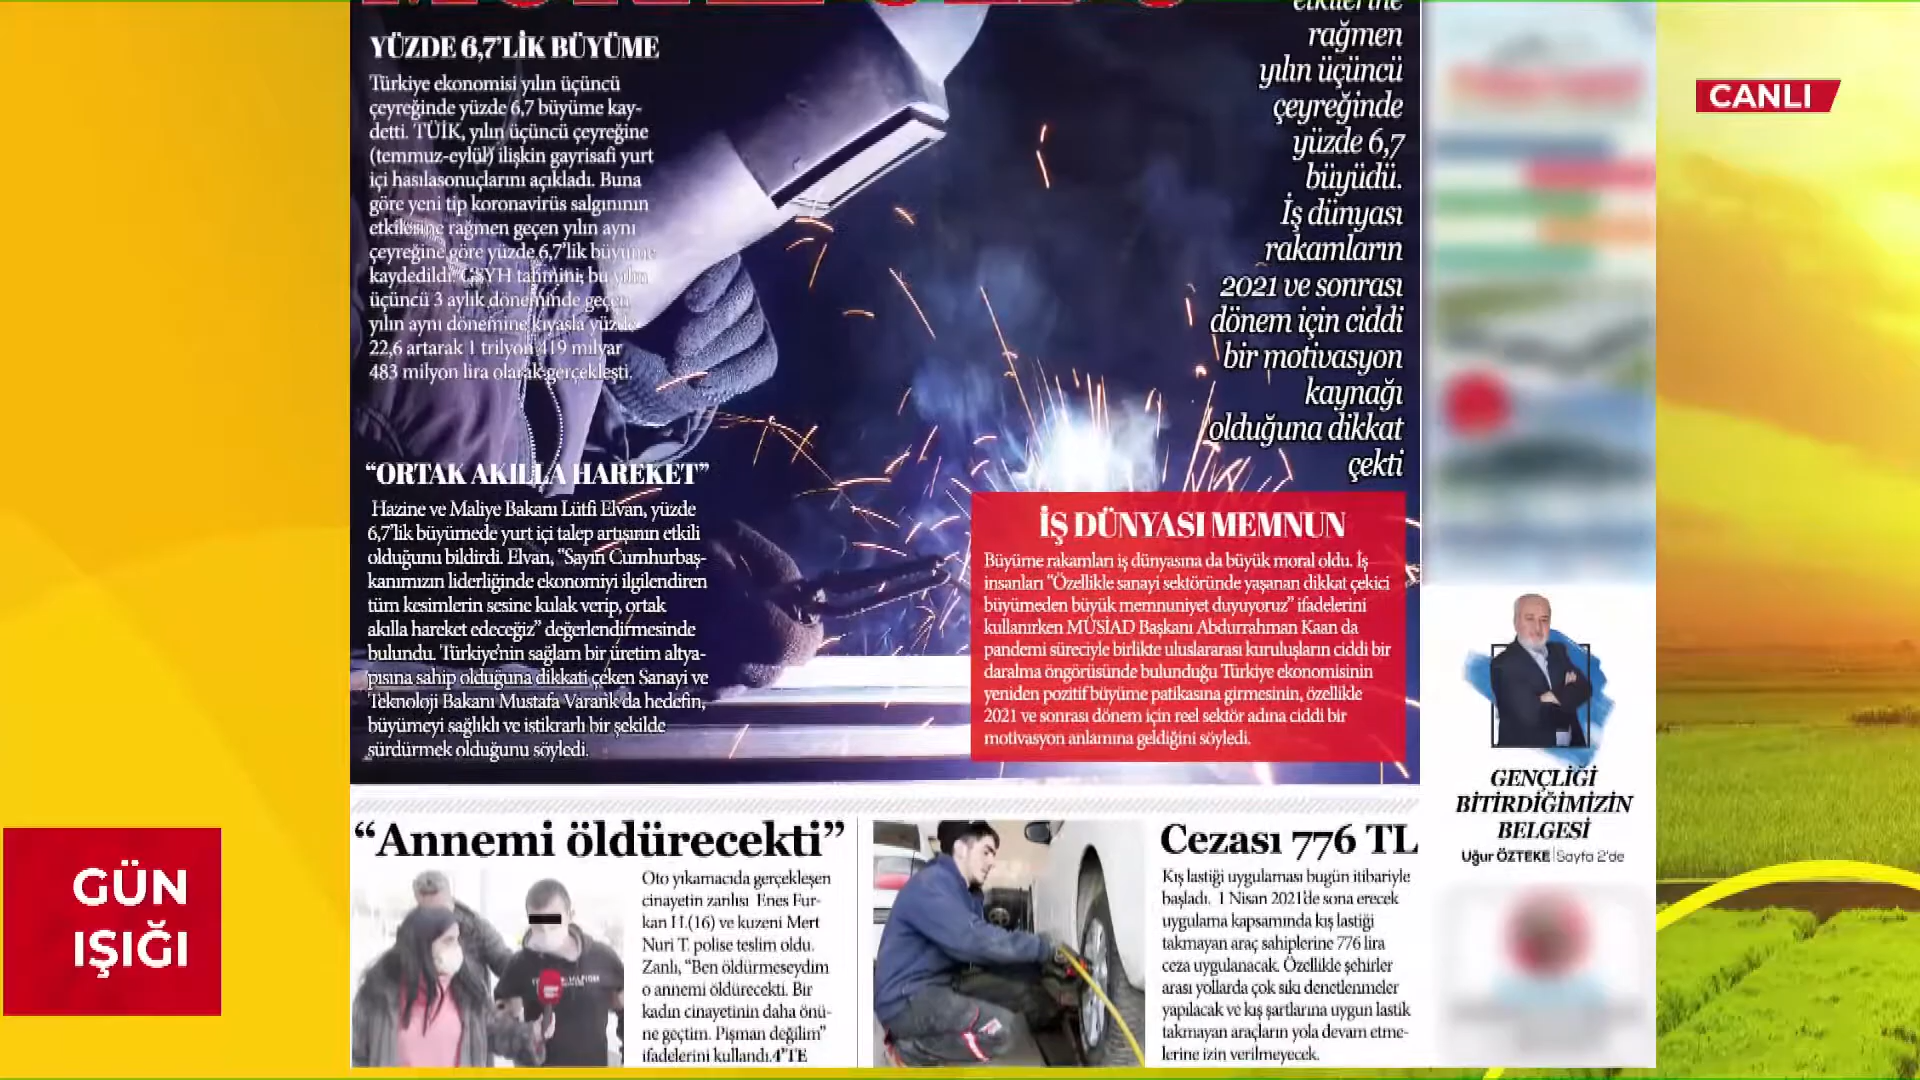 YÜZDE 6,7'LİK BÜYÜME
Türkiye ekonomisi yılın üçüncü
çeyreğinde yüzde 6,7 büyüme kay-
detti. TÜİK, yılın üçüncü çeyreğine
(temmuz-eylül) ilişkin gayrisafi yurt
içi hasılasonuçlarını açıkladı. Buna
göre yeni tip koronavirüs salgınının
etkilerine rağmen geçen yılın aynı
çeyreğine göre yüzde 6,7'lik büyüme
kaydedildi. GSYH tahmini; bu yılın
üçüncü 3 aylık döneminde geçen
yılın aynı dönemine kıyasla yüzde
22,6 artarak 1 trilyon 419 milyar
483 milyon lira olarak gerçekleşti.
"ORTAK AKILLA HAREKET"
Hazine ve Maliye Bakanı Lütfi Elvan, yüzde
6,7'lik büyümede yurt içi talep artışının etkili
olduğunu bildirdi. Elvan, "Sayın Cumhurbaş-
kanımızın liderliğinde ekonomiyi ilgilendiren
tüm kesimlerin sesine kulak verip, ortak
akılla hareket edeceğiz" değerlendirmesinde
bulundu. Türkiye'nin sağlam bir üretim altya-
pısına sahip olduğuna dikkati çeken Sanayi ve
Teknoloji Bakanı Mustafa Varank da hedefin,
büyümeyi sağlıklı ve istikrarlı bir şekilde
sürdürmek olduğunu söyledi.
etkilerine
rağmen
yılın üçüncü
çeyreğinde
yüzde 6,7
büyüdü.
İş dünyası
rakamların
2021 ve sonrası
dönem için ciddi
bir motivasyon
kaynağı
olduğuna dikkat
çekti
İŞ DÜNYASI MEMNUN
Büyüme rakamları iş dünyasına da büyük moral oldu. İş
insanları "Özellikle sanayi sektöründe yaşanan dikkat çekici
büyümeden büyük memnuniyet duyuyoruz" ifadelerini
kullanırken MÜSİAD Başkanı Abdurrahman Kaan da
pandemi süreciyle birlikte uluslararası kuruluşların ciddi bir
daralma öngörüsünde bulunduğu Türkiye ekonomisinin
yeniden pozitif büyüme patikasına girmesinin, özellikle
2021 ve sonrası dönem için reel sektör adına ciddi bir
motivasyon anlamına geldiğini söyledi.
CANLI
GENÇLİĞİ
BİTİRDİĞİMİZİN
BELGESİ
Uğur ÖZTEKE Sayfa 2'de
"Annemi öldürecekti"
Oto yıkamacıda gerçekleşen
cinayetin zanlısı Enes Fur-
kan H.(16) ve kuzeni Mert
Nuri T. polise teslim oldu.
Zanlı, "Ben öldürmeseydim
o annemi öldürecekti. Bir
kadın cinayetinin daha önü-
ne geçtim. Pişman değilim"
ifadelerini kullandı.4'TE
Cezası 776 TL
Kış lastiği uygulaması bugün itibariyle
başladı. 1 Nisan 2021'de sona erecek
uygulama kapsamında kış lastiği
takmayan araç sahiplerine 776 lira
ceza uygulanacak. Özellikle şehirler
arası yollarda çok sıkı denetlenmeler
yapılacak ve kış şartlarına uygun lastik
takmayan araçların yola devam etme-
lerine izin verilmeyecek.
GÜN
IŞIĞI